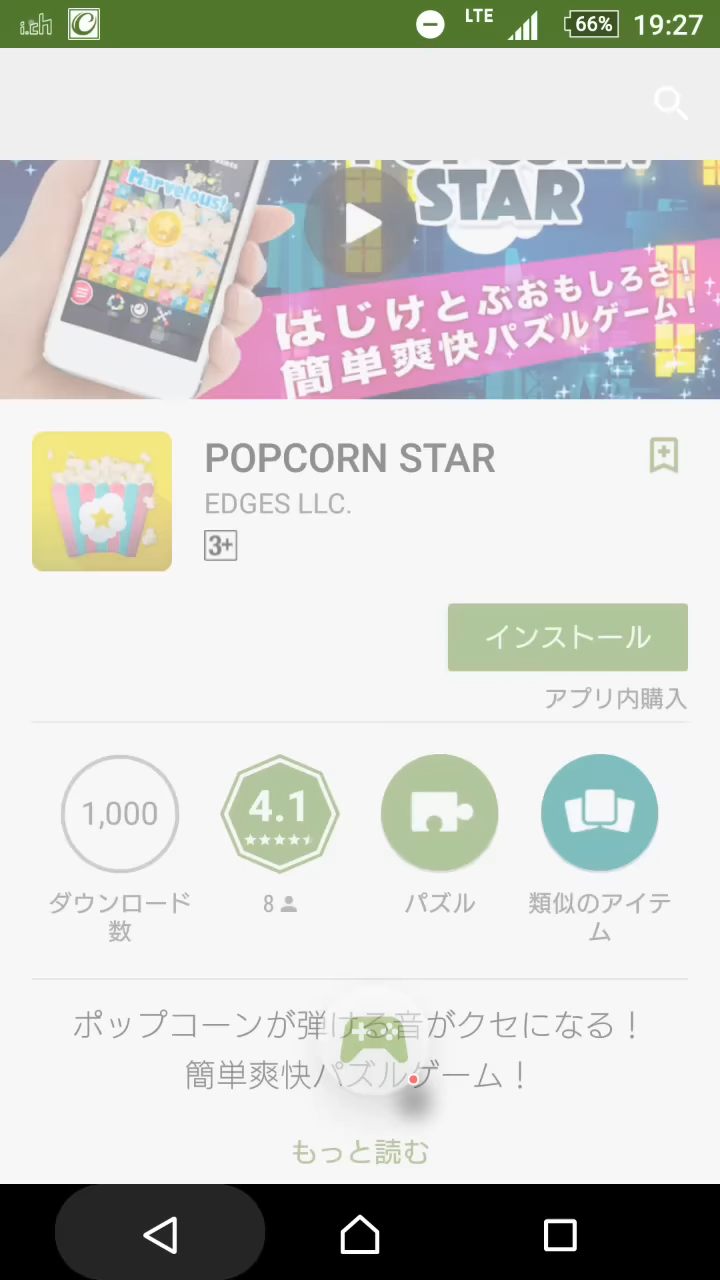 i.ch
LTE
66%
19:27
POPCORN
STAR
Marvelous!
はじけとぶおもしろさ！
簡単爽快パズルゲーム！
POPCORN STAR
EDGES LLC.
3+
インストール
アプリ内購入
1,000
4.1
ダウンロード
数
8
パズル
類似のアイテ
ム
ポップコーンが弾ける音がクセになる！
簡単爽快パズルゲーム！
もっと読む